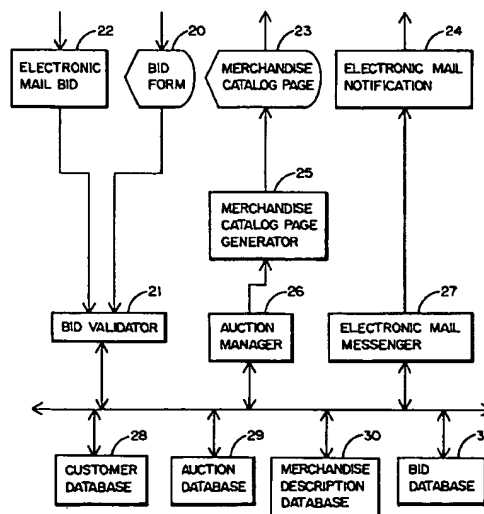 22
20
23
24
ELECTRONIC
MAIL BID
BID
FORM
MERCHANDISE
CATALOG PAGE
ELECTRONIC MAIL
NOTIFICATION
25
MERCHANDISE
CATALOG PAGE
GENERATOR
21
26
27
BID VALIDATOR
AUCTION
MANAGER
ELECTRONIC MAIL
MESSENGER
28
29
30
3
CUSTOMER
DATABASE
AUCTION
DATABASE
MERCHANDISE
DESCRIPTION
DATABASE
BID
DATABASE